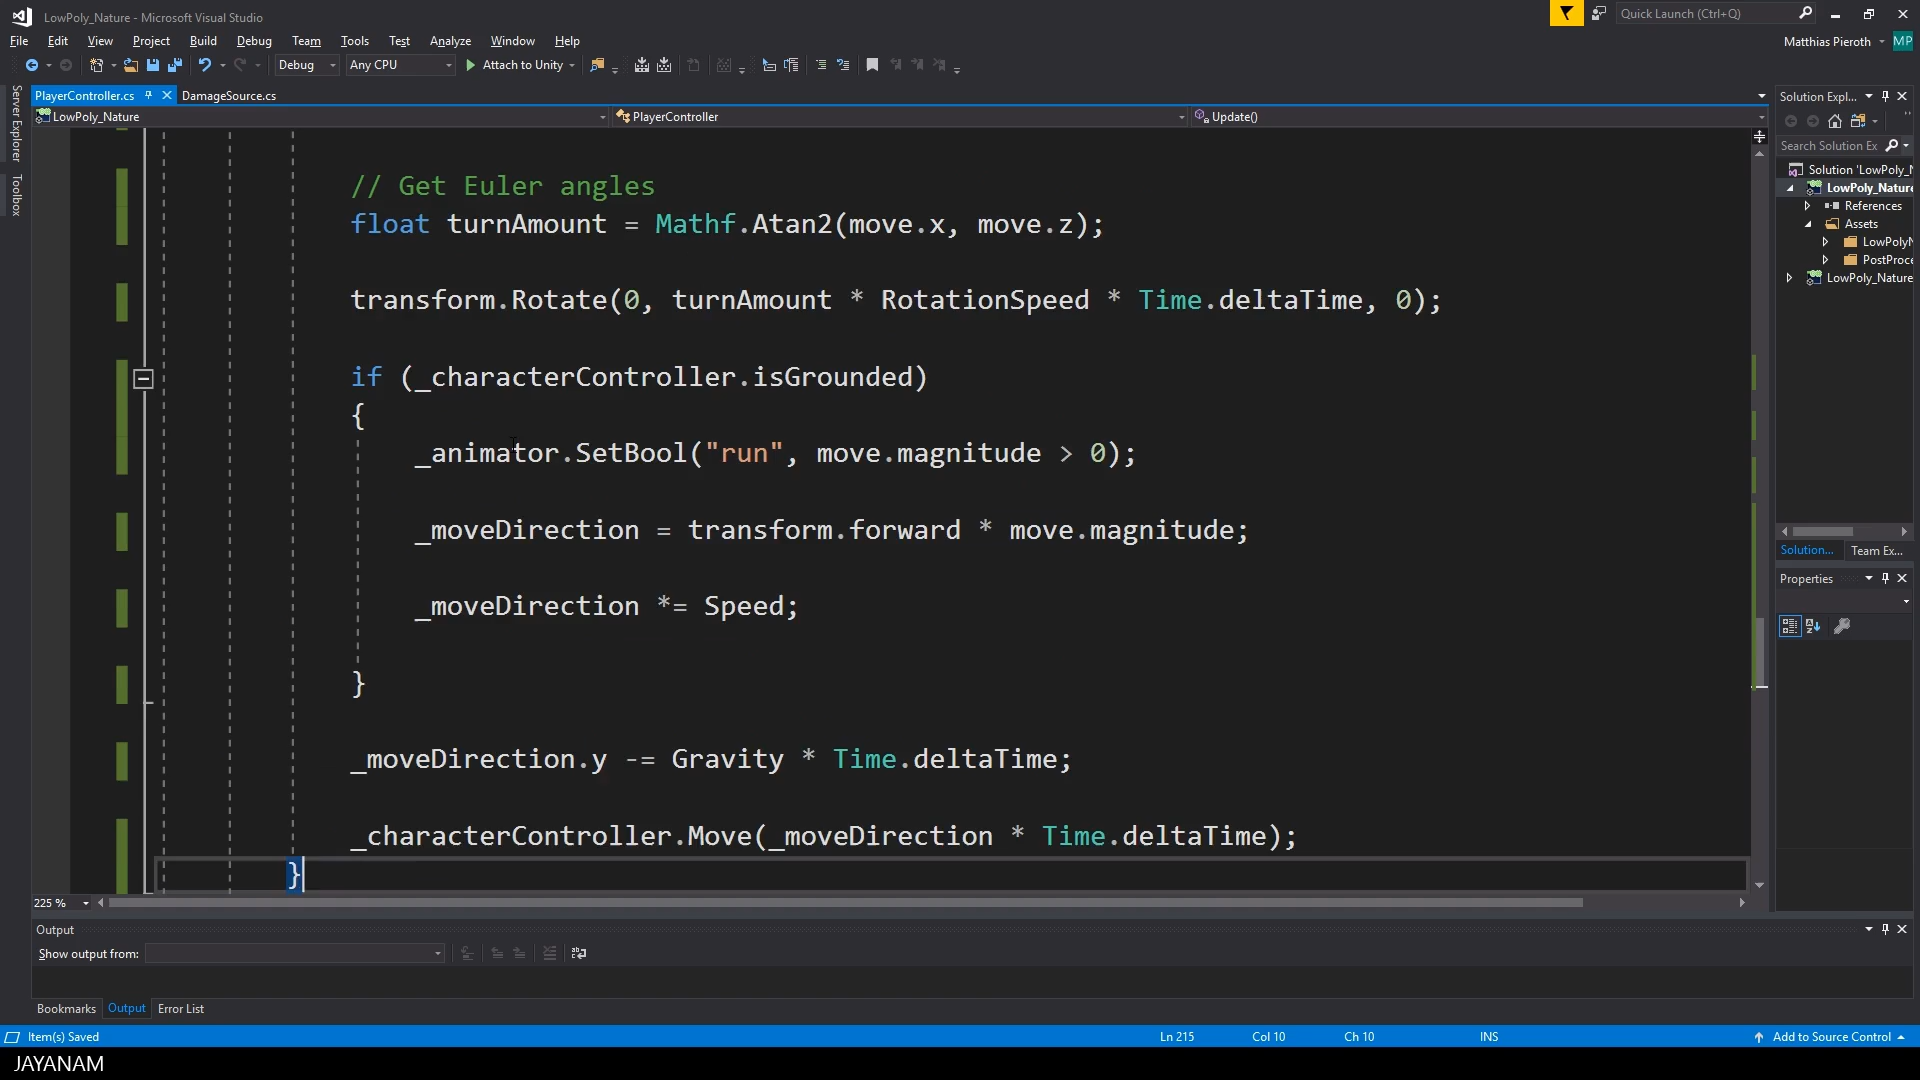 LowPoly_Nature - Microsoft Visual Studio
Quick Launch (Ctrl+Q)
File Edit View Project Build Debug Team Tools Test Analyze Window Help
Matthias Pieroth MP
Debug Any CPU Attach to Unity
Server Explorer
Toolbox
PlayerController.cs DamageSource.cs
LowPoly_Nature PlayerController Update()
// Get Euler angles
float turnAmount = Mathf.Atan2(move.x, move.z);
transform.Rotate(0, turnAmount * RotationSpeed * Time.deltaTime, 0);
if (_characterController.isGrounded)
{
_animator.SetBool("run", move.magnitude > 0);
_moveDirection = transform.forward * move.magnitude;
_moveDirection *= Speed;
}
_moveDirection.y -= Gravity * Time.deltaTime;
_characterController.Move(_moveDirection * Time.deltaTime);
}
225 %
Solution Expl...
Search Solution Ex
Solution 'LowPoly_N
LowPoly_Nature
References
Assets
LowPolyN
PostProce
LowPoly_Nature
Solution... Team Ex...
Properties
Output
Show output from:
Bookmarks Output Error List
Item(s) Saved Ln 215 Col 10 Ch 10 INS Add to Source Control
JAYANAM